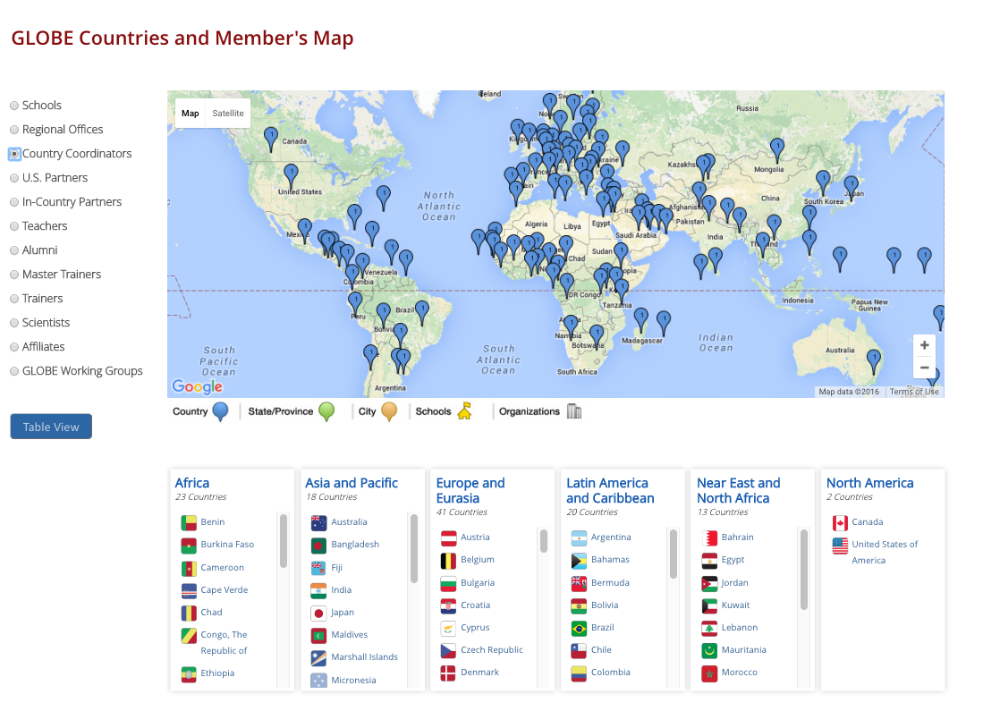 GLOBE Countries and Member's Map
Schools
Regional Offices
Country Coordinators
U.S. Partners
In-Country Partners
Teachers
Alumni
Master Trainers
Trainers
Scientists
Affiliates
GLOBE Working Groups
Table View
Map
Satellite
Iceland
Russia
Canada
Mongolia
United States
North
Atlantic
Ocean
China
Japan
South Korea
Afghanistan
Algeria
Libya
Egypt
Pakistan
Saudi Arabia
India
Chad
Sudan
Venezuela
Colombia
DR Congo
Indonesia
Papua New
Guinea
Tanzania
Peru
Brazil
Bolivia
Namibia
Botswana
Madagascar
South
Pacific
Ocean
South
Atlantic
Ocean
Indian
Ocean
Australia
South Africa
Argentina
+
−
Google
Map data ©2016
Terms of Use
Country
State/Province
City
Schools
Organizations
Africa
23 Countries
Benin
Burkina Faso
Cameroon
Cape Verde
Chad
Congo, The
Republic of
Ethiopia
Asia and Pacific
18 Countries
Australia
Bangladesh
Fiji
India
Japan
Maldives
Marshall Islands
Micronesia
Europe and
Eurasia
41 Countries
Austria
Belgium
Bulgaria
Croatia
Cyprus
Czech Republic
Denmark
Latin America
and Caribbean
20 Countries
Argentina
Bahamas
Bermuda
Bolivia
Brazil
Chile
Colombia
Near East and
North Africa
13 Countries
Bahrain
Egypt
Jordan
Kuwait
Lebanon
Mauritania
Morocco
North America
2 Countries
Canada
United States of
America